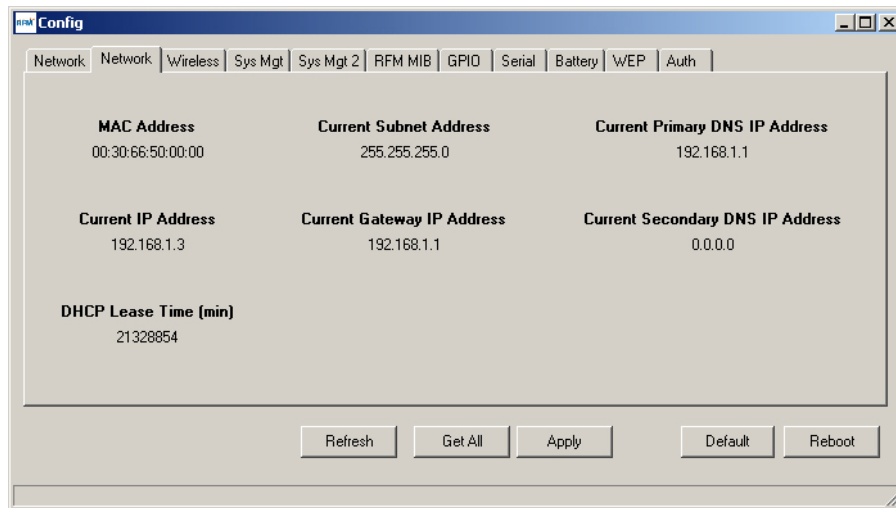 RFM Config
Network Network Wireless Sys Mgt Sys Mgt 2 RFM MIB GPIO Serial Battery WEP Auth
MAC Address Current Subnet Address Current Primary DNS IP Address
00:30:66:50:00:00 255.255.255.0 192.168.1.1
Current IP Address Current Gateway IP Address Current Secondary DNS IP Address
192.168.1.3 192.168.1.1 0.0.0.0
DHCP Lease Time (min)
21328854
Refresh Get All Apply Default Reboot